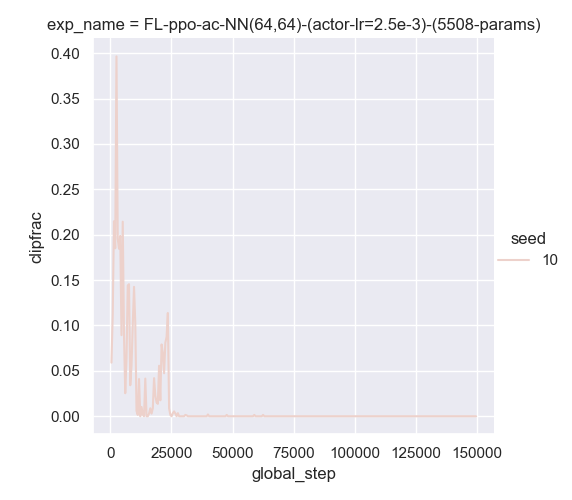 exp_name = FL-ppo-ac-NN(64,64)-(actor-lr=2.5e-3)-(5508-params)
0.40
0.35
0.30
0.25
0.20
0.15
0.10
0.05
0.00
clipfrac
seed
10
0 25000 50000 75000 100000 125000 150000
global_step